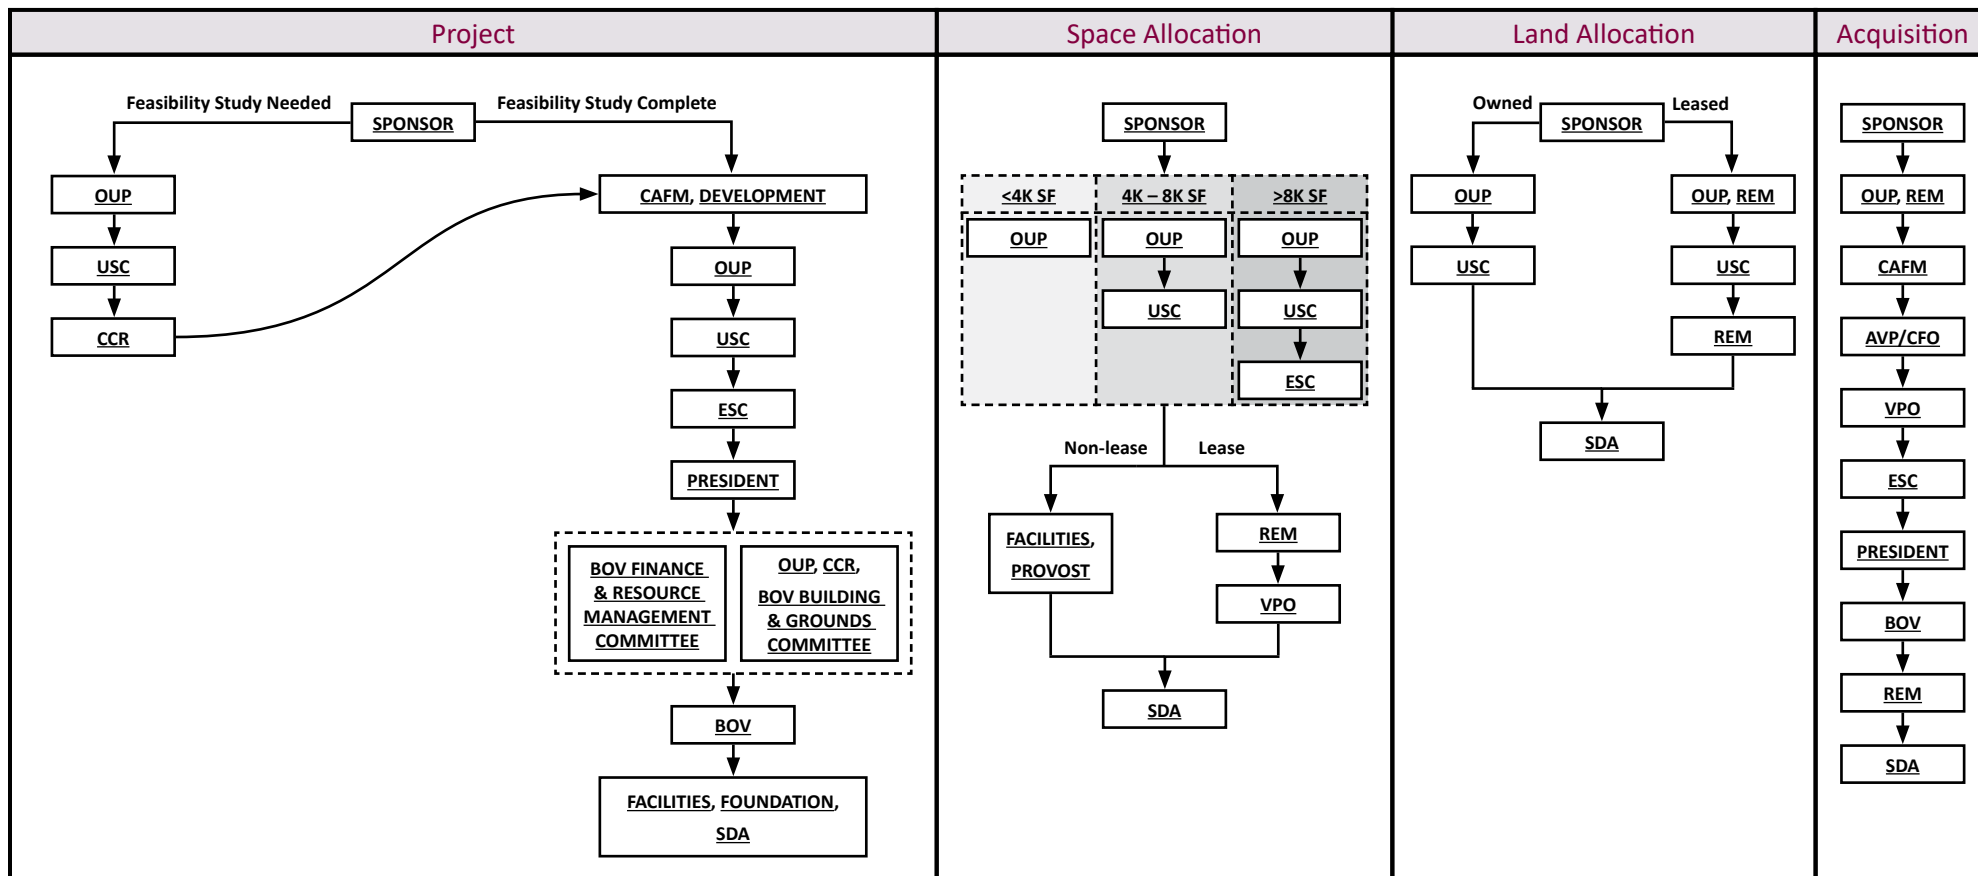 Project
Feasibility Study Needed
Feasibility Study Complete
SPONSOR
OUP
USC
CCR
CAFM, DEVELOPMENT
OUP
USC
ESC
PRESIDENT
BOV FINANCE
& RESOURCE
MANAGEMENT
COMMITTEE
OUP, CCR,
BOV BUILDING
& GROUNDS
COMMITTEE
BOV
FACILITIES, FOUNDATION,
SDA
Space Allocation
SPONSOR
<4K SF
4K – 8K SF
>8K SF
OUP
OUP
OUP
USC
USC
ESC
Non-lease
Lease
FACILITIES,
PROVOST
REM
VPO
SDA
Land Allocation
Owned
Leased
SPONSOR
OUP
USC
OUP, REM
USC
REM
SDA
Acquisition
SPONSOR
OUP, REM
CAFM
AVP/CFO
VPO
ESC
PRESIDENT
BOV
REM
SDA